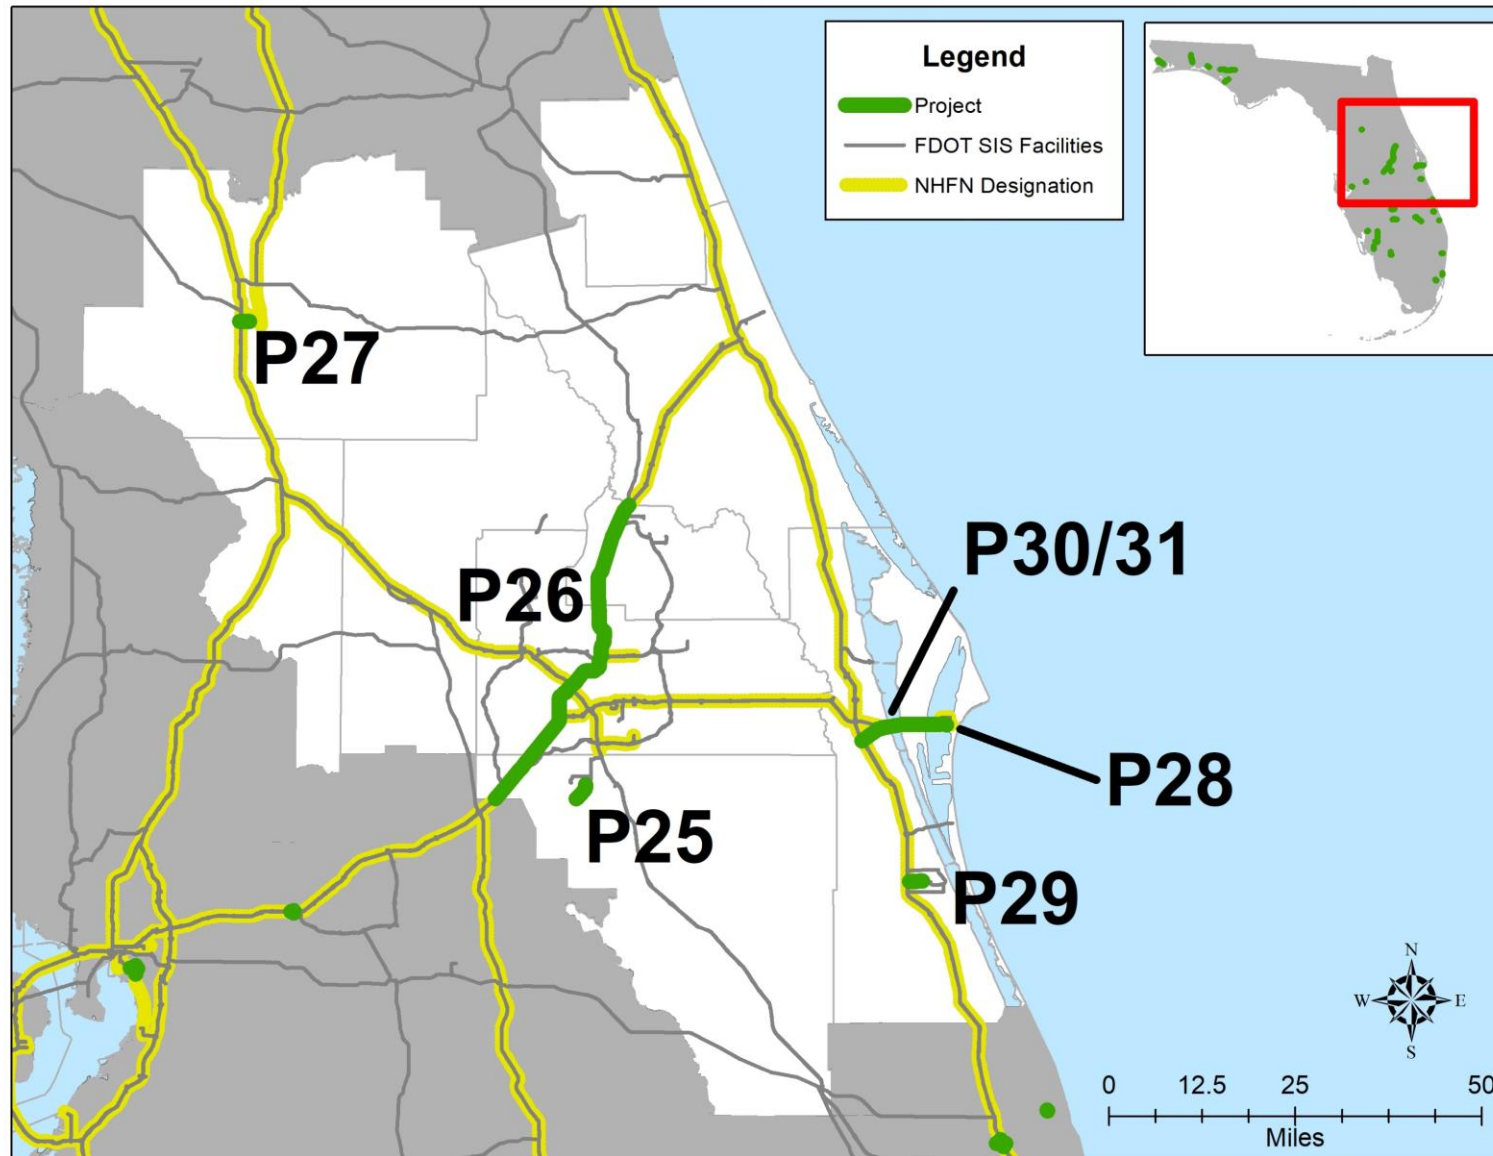 Legend
Project
FDOT SIS Facilities
NHFN Designation
P27
P30/31
P26
P28
P25
P29
N
W E
S
0 12.5 25 50
Miles